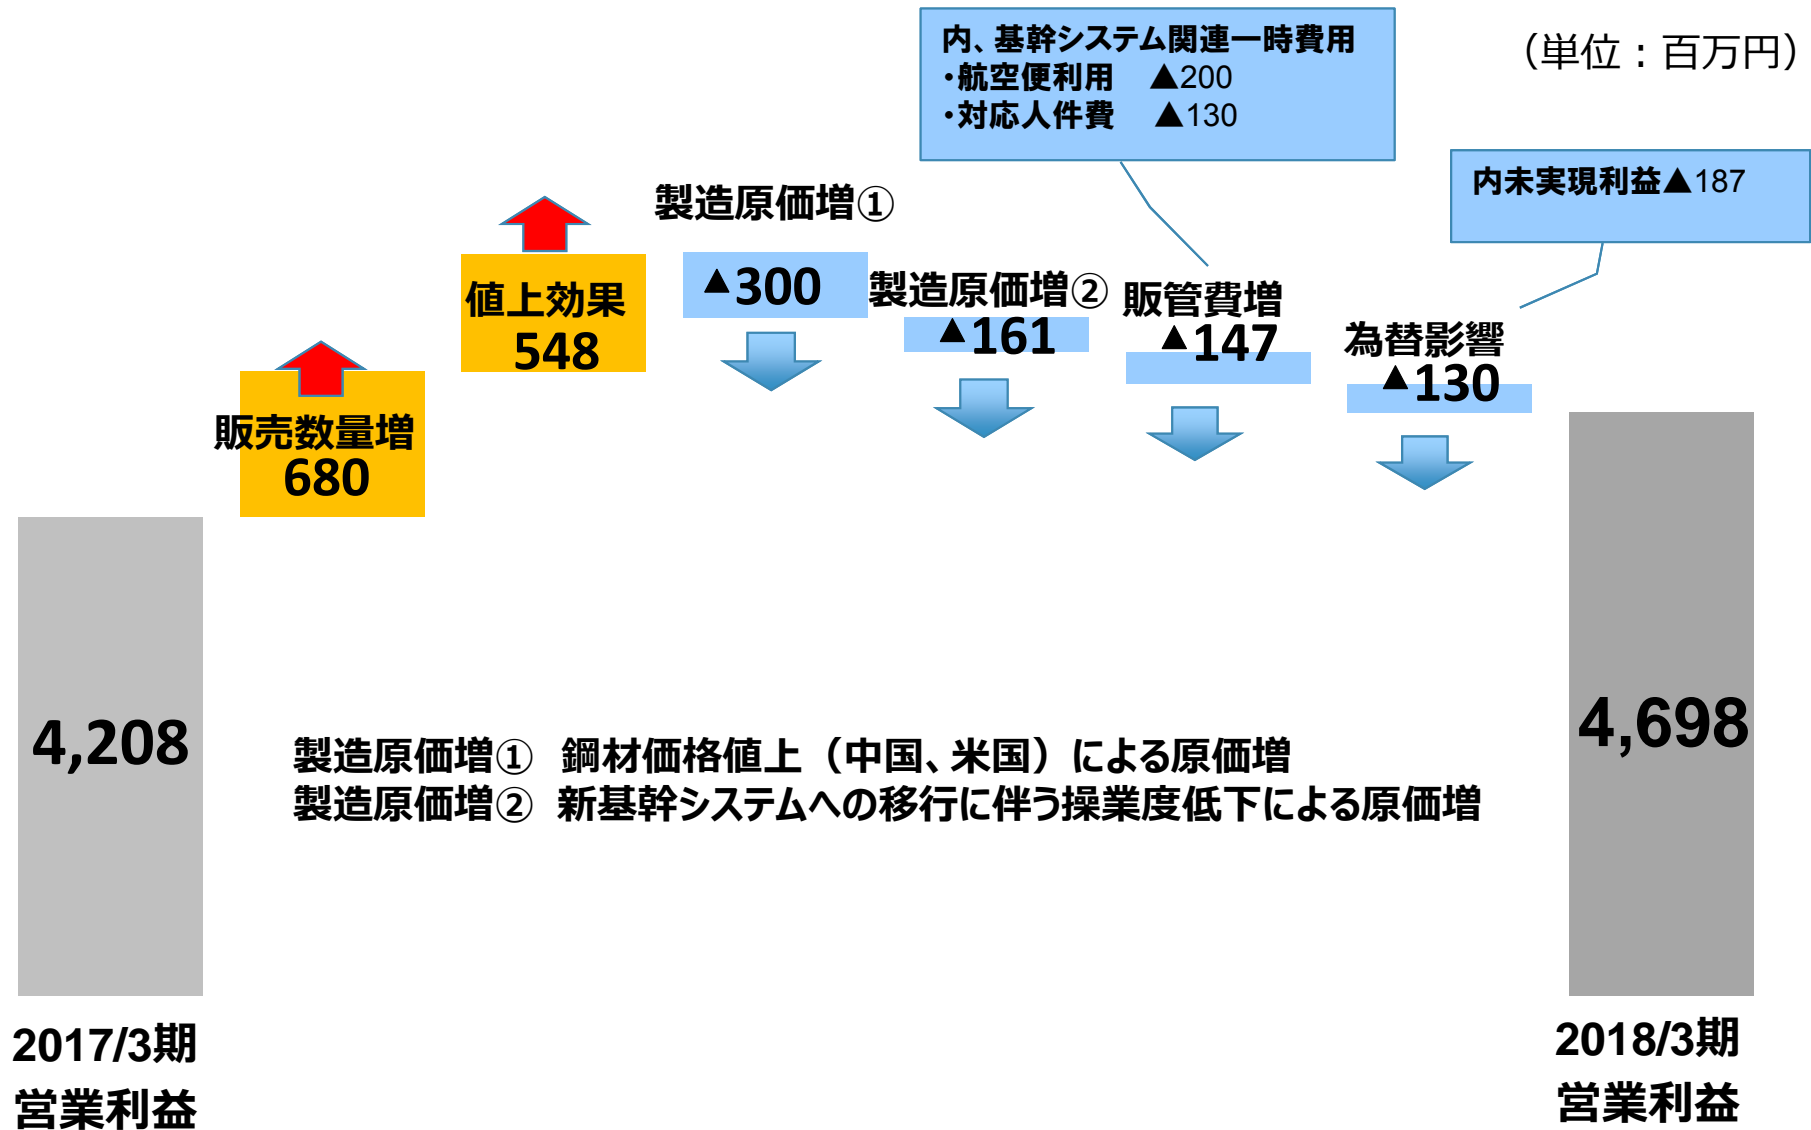 (単位：百万円)
内、基幹システム関連一時費用
・航空便利用　▲200
・対応人件費　▲130
内未実現利益▲187
製造原価増①
▲300
値上効果
548
製造原価増②
▲161
販管費増
▲147
為替影響
▲130
販売数量増
680
4,208
4,698
製造原価増①　鋼材価格値上（中国、米国）による原価増
製造原価増②　新基幹システムへの移行に伴う操業度低下による原価増
2017/3期
営業利益
2018/3期
営業利益